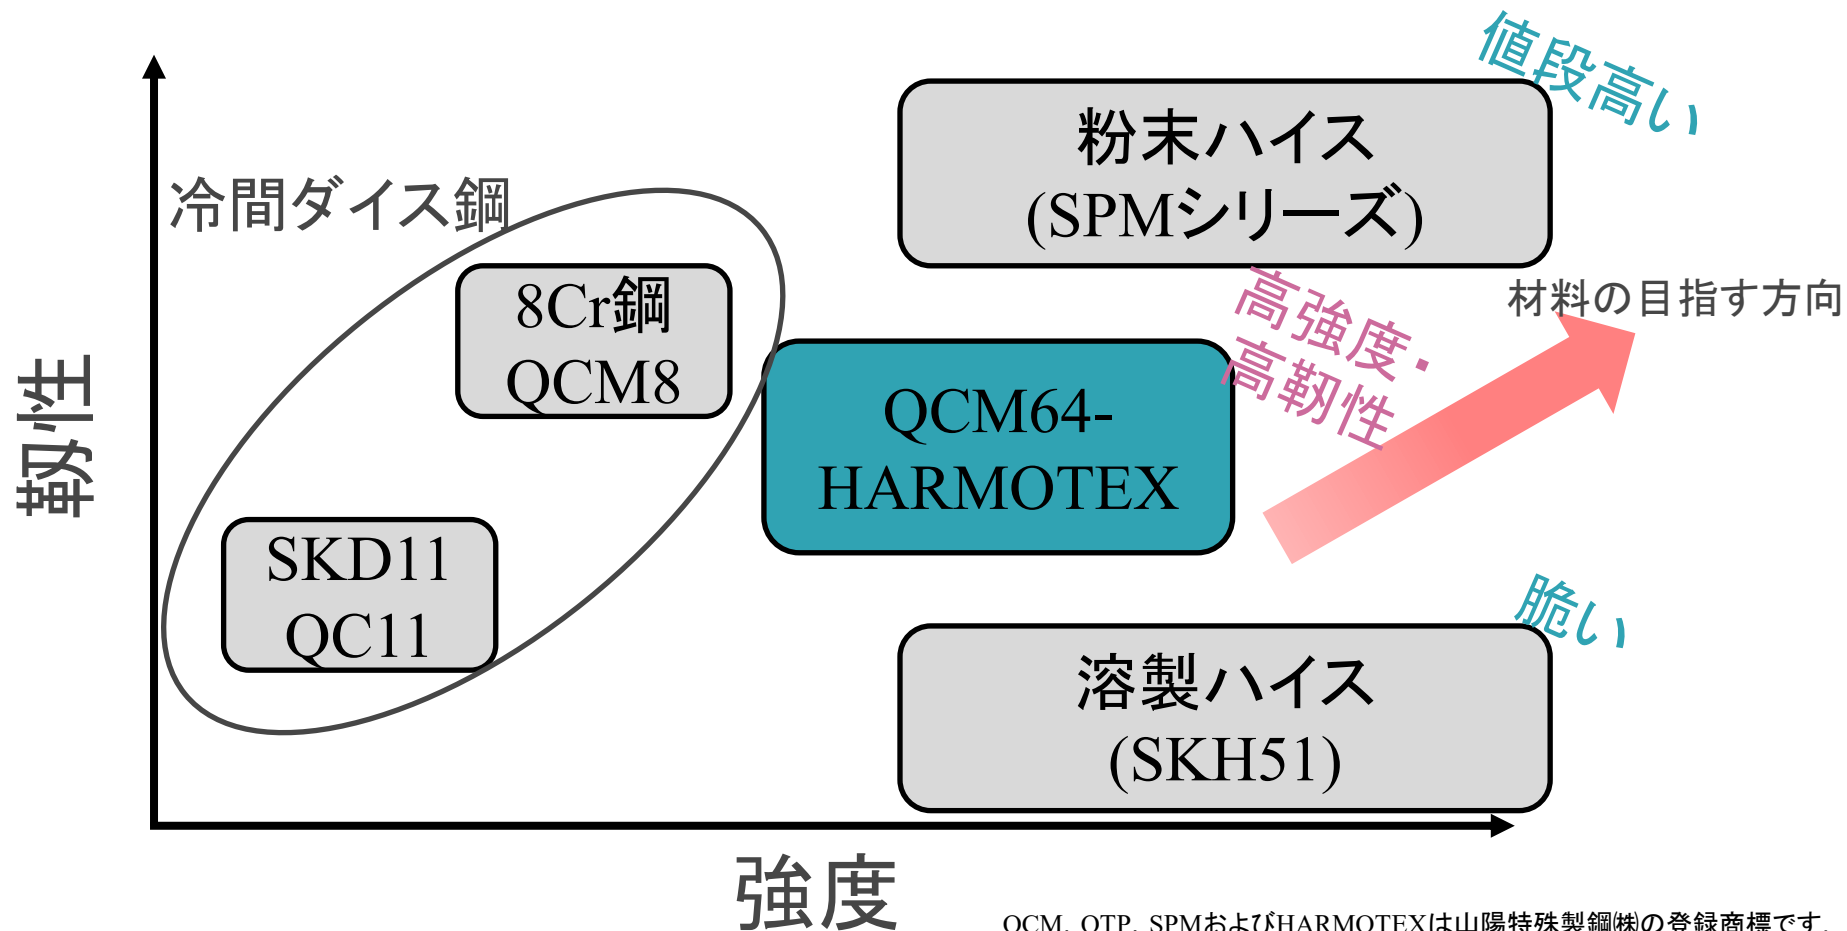 値段高い
粉末ハイス
(SPMシリーズ)
冷間ダイス鋼
8Cr鋼
QCM8
高強度・
高靭性
材料の目指す方向
QCM64-
HARMOTEX
靭性
SKD11
QC11
脆い
溶製ハイス
(SKH51)
強度
QCM, QTP, SPMおよびHARMOTEXは山陽特殊製鋼㈱の登録商標です.